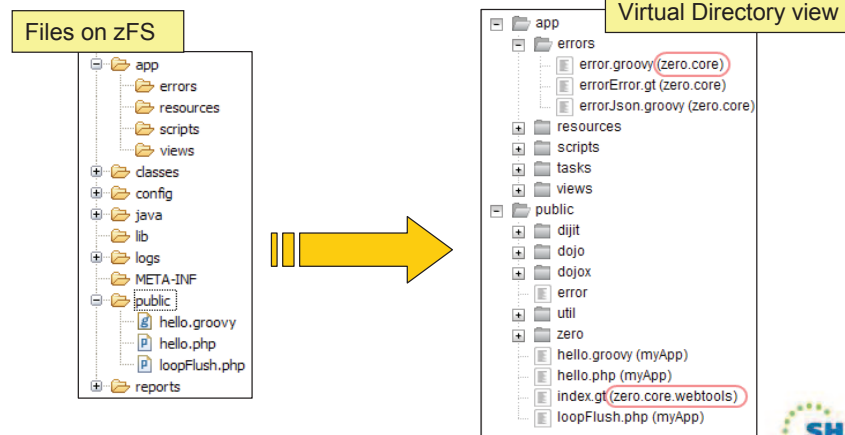 Files on zFS
app
errors
resources
scripts
views
classes
config
java
lib
logs
META-INF
public
hello.groovy
hello.php
loopFlush.php
reports
Virtual Directory view
app
errors
error.groovy (zero.core)
errorError.gt (zero.core)
errorJson.groovy (zero.core)
resources
scripts
tasks
views
public
dijit
dojo
dojox
error
util
zero
hello.groovy (myApp)
hello.php (myApp)
index.gt (zero.core.webtools)
loopFlush.php (myApp)
SH